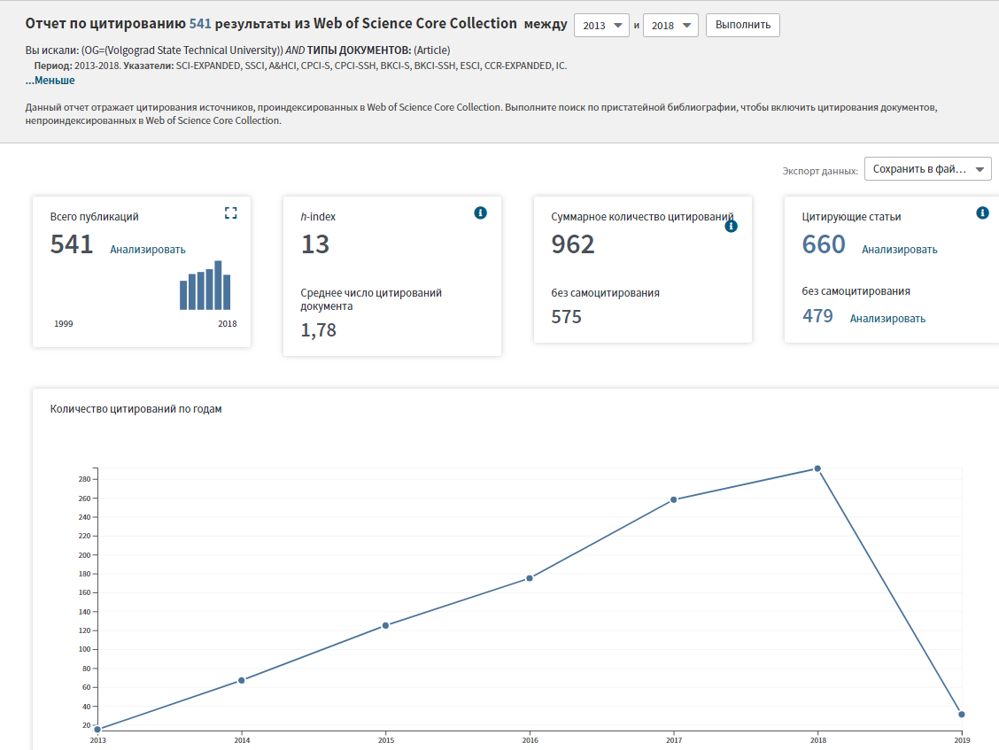 Отчет по цитированию 541 результаты из Web of Science Core Collection между 2013 и 2018 Выполнить
Вы искали: (OG=(Volgograd State Technical University)) AND ТИПЫ ДОКУМЕНТОВ: (Article)
Период: 2013-2018. Указатели: SCI-EXPANDED, SSCI, A&HCI, CPCI-S, CPCI-SSH, BKCI-S, BKCI-SSH, ESCI, CCR-EXPANDED, IC.
...Меньше
Данный отчет отражает цитирования источников, проиндексированных в Web of Science Core Collection. Выполните поиск по пристатейной библиографии, чтобы включить цитирования документов,
непроиндексированных в Web of Science Core Collection.
Экспорт данных: Сохранить в фай...
Всего публикаций
541 Анализировать
1999 2018
h-index
13
Среднее число цитирований
документа
1,78
Суммарное количество цитирований
962
без самоцитирования
575
Цитирующие статьи
660 Анализировать
без самоцитирования
479 Анализировать
Количество цитирований по годам
280
260
240
220
200
180
160
140
120
100
80
60
40
20
2013 2014 2015 2016 2017 2018 2019